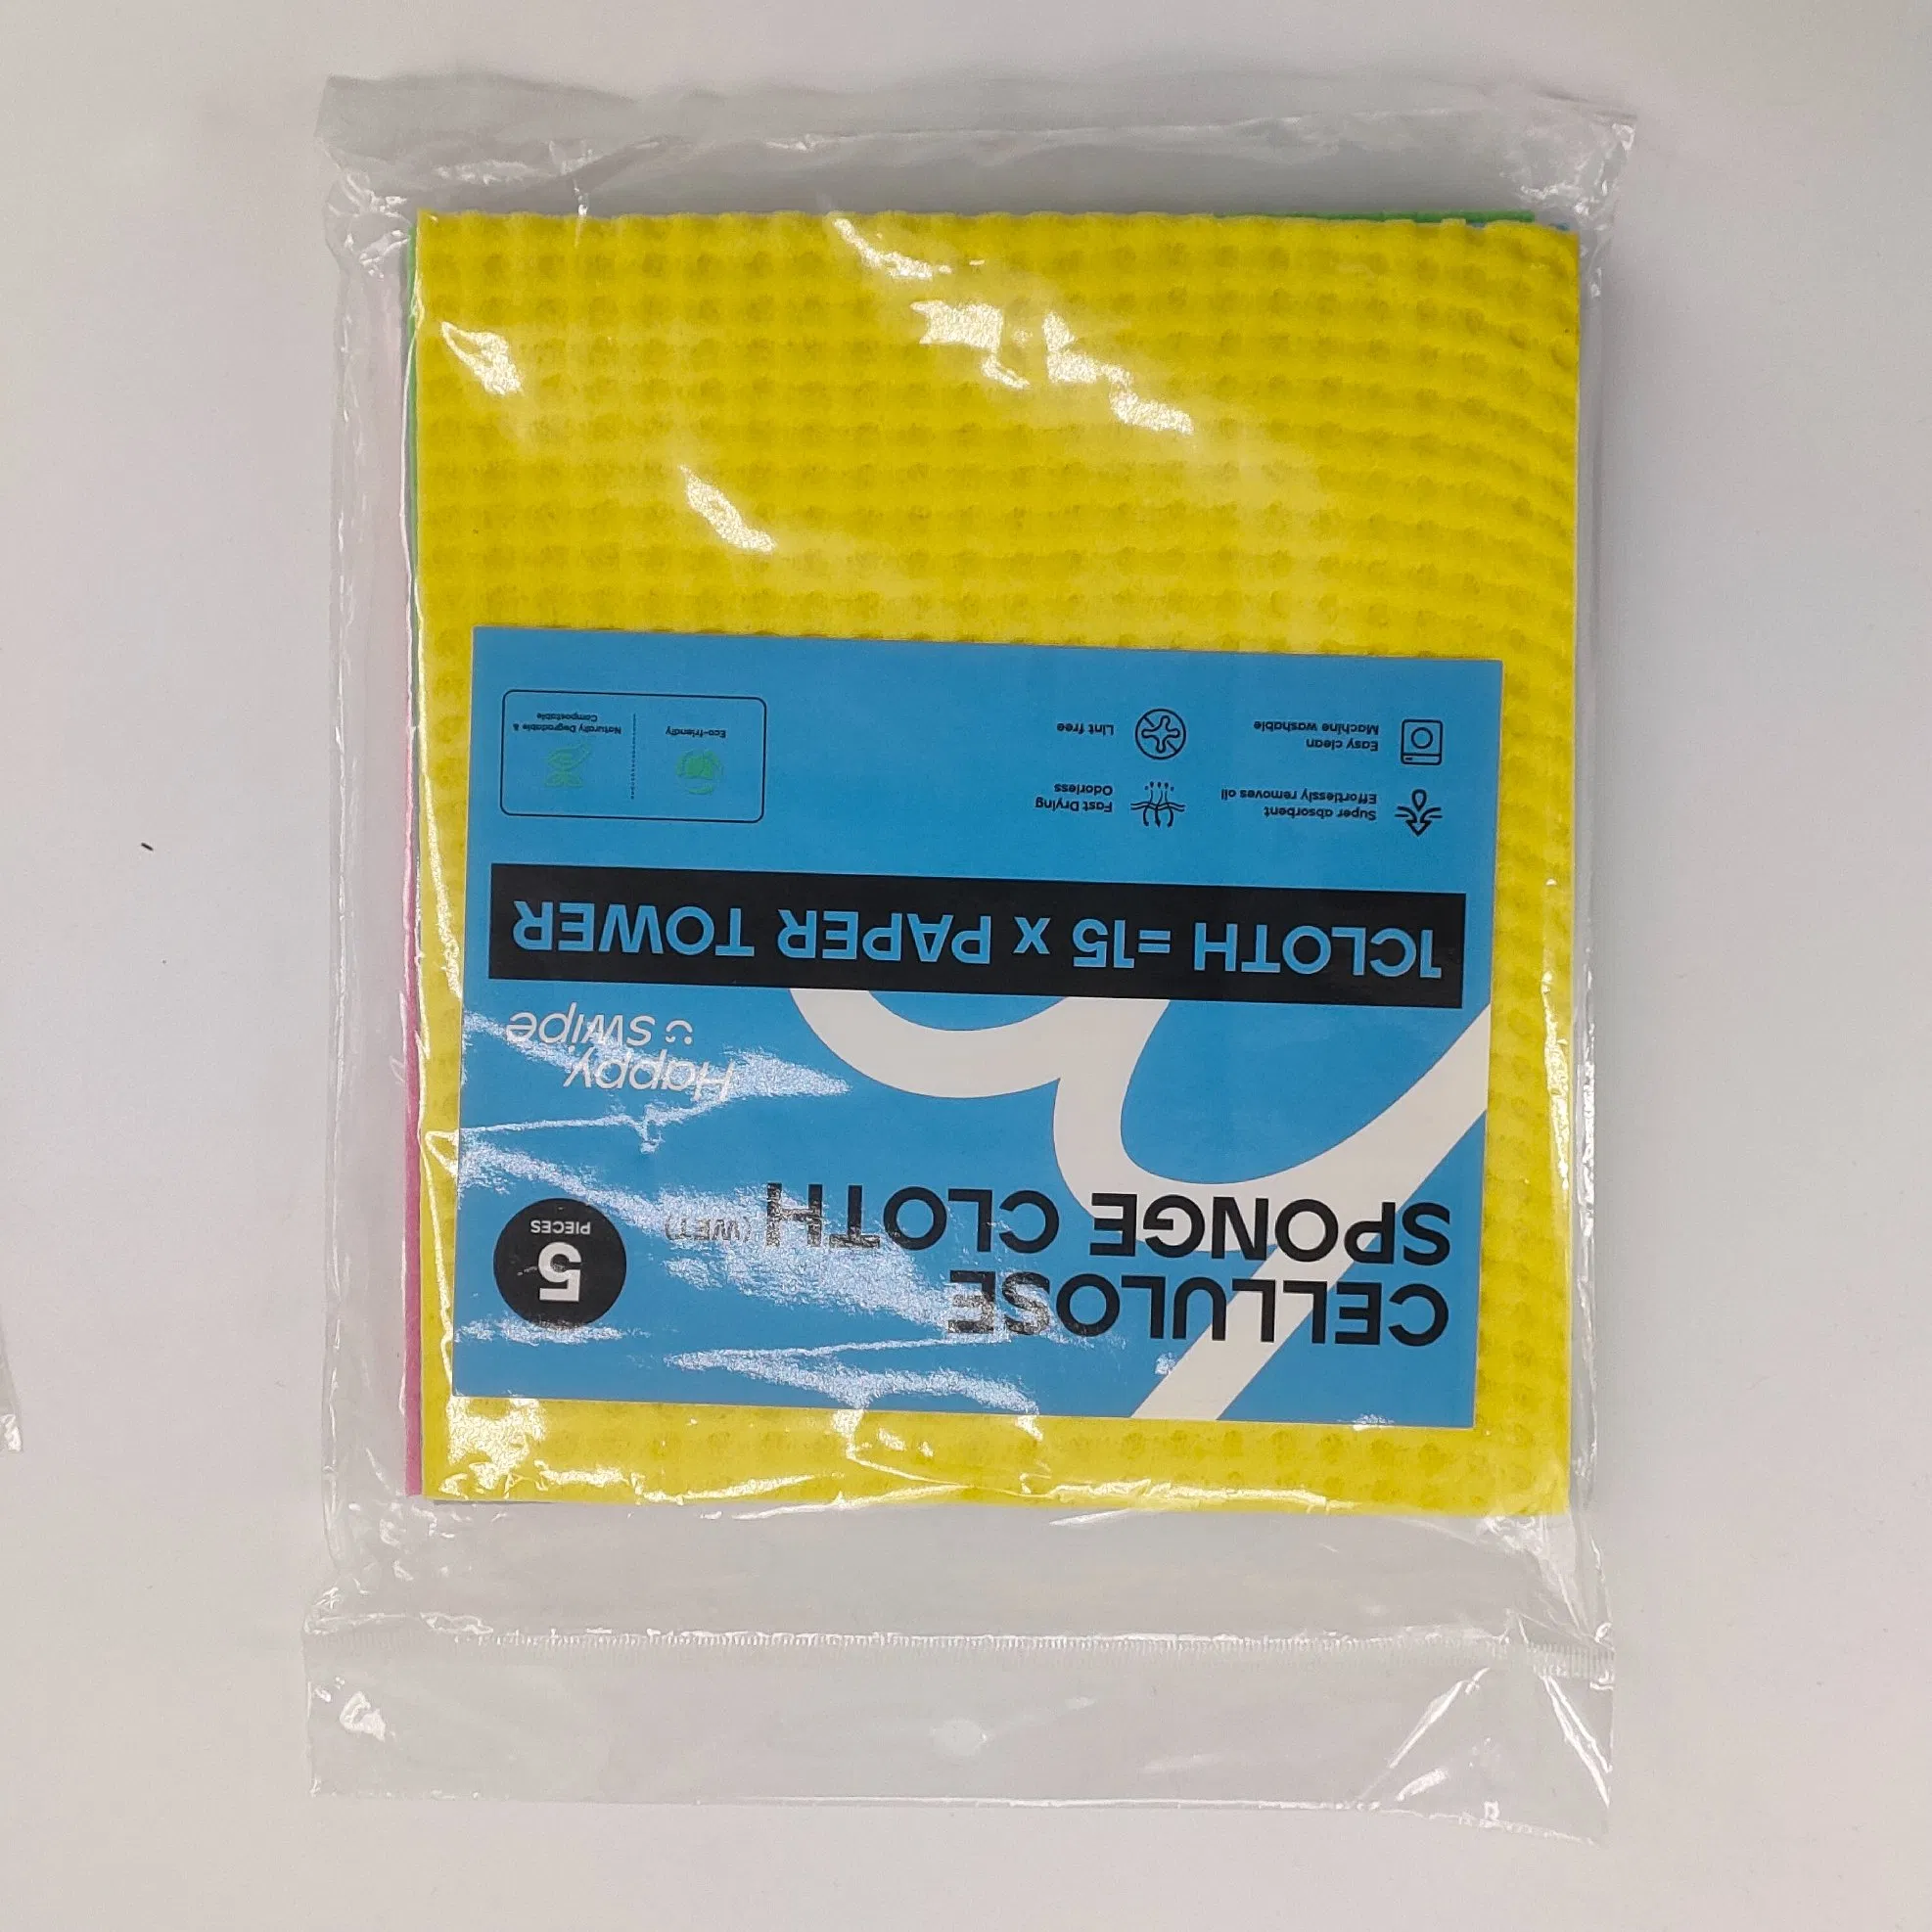 CELLULOSE
SPONGE CLOTH (WET)
5
PIECES
Happy
swipe
1CLOTH =15 x PAPER TOWER
Super absorbent
Effortlessly removes all
Fast Drying
Odorless
Easy clean
Machine washable
Lint free
Eco-friendly
Naturally Degradable &
Compostable